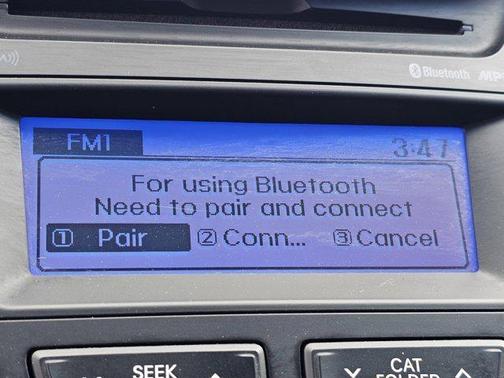 Bluetooth
FM1 3:47
For using Bluetooth
Need to pair and connect
① Pair ② Conn... ③ Cancel
SEEK
CAT
FOLDER